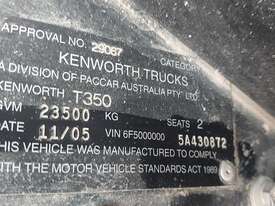 APPROVAL NO. 29067 CATEGORY
KENWORTH TRUCKS
A DIVISION OF PACCAR AUSTRALIA PTY. LTD.
KENWORTH T350
GVM 23500 KG SEATS 2
DATE 11/05 VIN 6F5000000 5A430872
THIS VEHICLE WAS MANUFACTURED TO COMPLY
WITH THE MOTOR VEHICLE STANDARDS ACT 1989